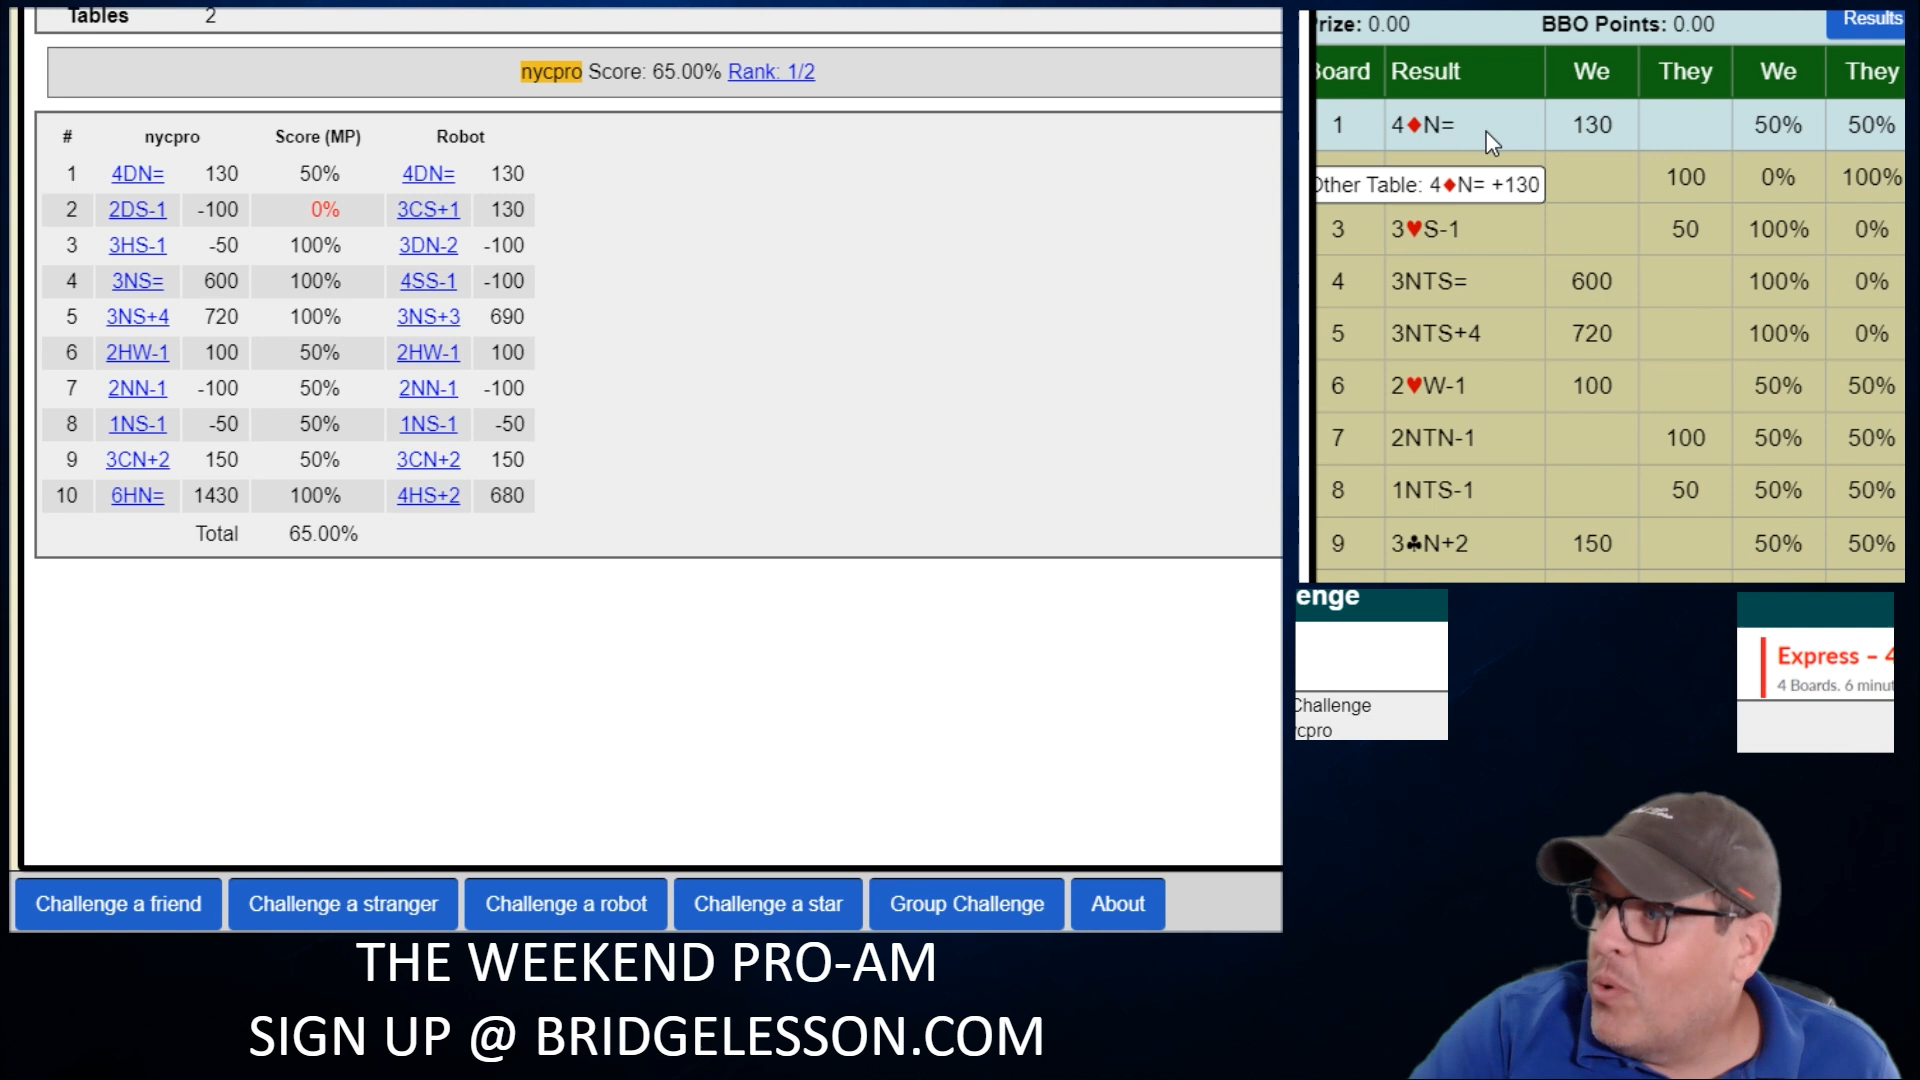 Tables 2
nycpro Score: 65.00% Rank: 1/2
# nycpro Score (MP) Robot
1 4DN= 130 50% 4DN= 130
2 2DS-1 -100 0% 3CS+1 130
3 3HS-1 -50 100% 3DN-2 -100
4 3NS= 600 100% 4SS-1 -100
5 3NS+4 720 100% 3NS+3 690
6 2HW-1 100 50% 2HW-1 100
7 2NN-1 -100 50% 2NN-1 -100
8 1NS-1 -50 50% 1NS-1 -50
9 3CN+2 150 50% 3CN+2 150
10 6HN= 1430 100% 4HS+2 680
Total 65.00%
Challenge a friend Challenge a stranger Challenge a robot Challenge a star Group Challenge About
THE WEEKEND PRO-AM
SIGN UP @ BRIDGELESSON.COM
rize: 0.00 BBO Points: 0.00 Results
Board Result We They We They
1 4♦N= 130 50% 50%
100 0% 100%
Other Table: 4♦N= +130
3 3♥S-1 50 100% 0%
4 3NTS= 600 100% 0%
5 3NTS+4 720 100% 0%
6 2♥W-1 100 50% 50%
7 2NTN-1 100 50% 50%
8 1NTS-1 50 50% 50%
9 3♣N+2 150 50% 50%
enge
Challenge
cpro
Express – 4
4 Boards. 6 minut